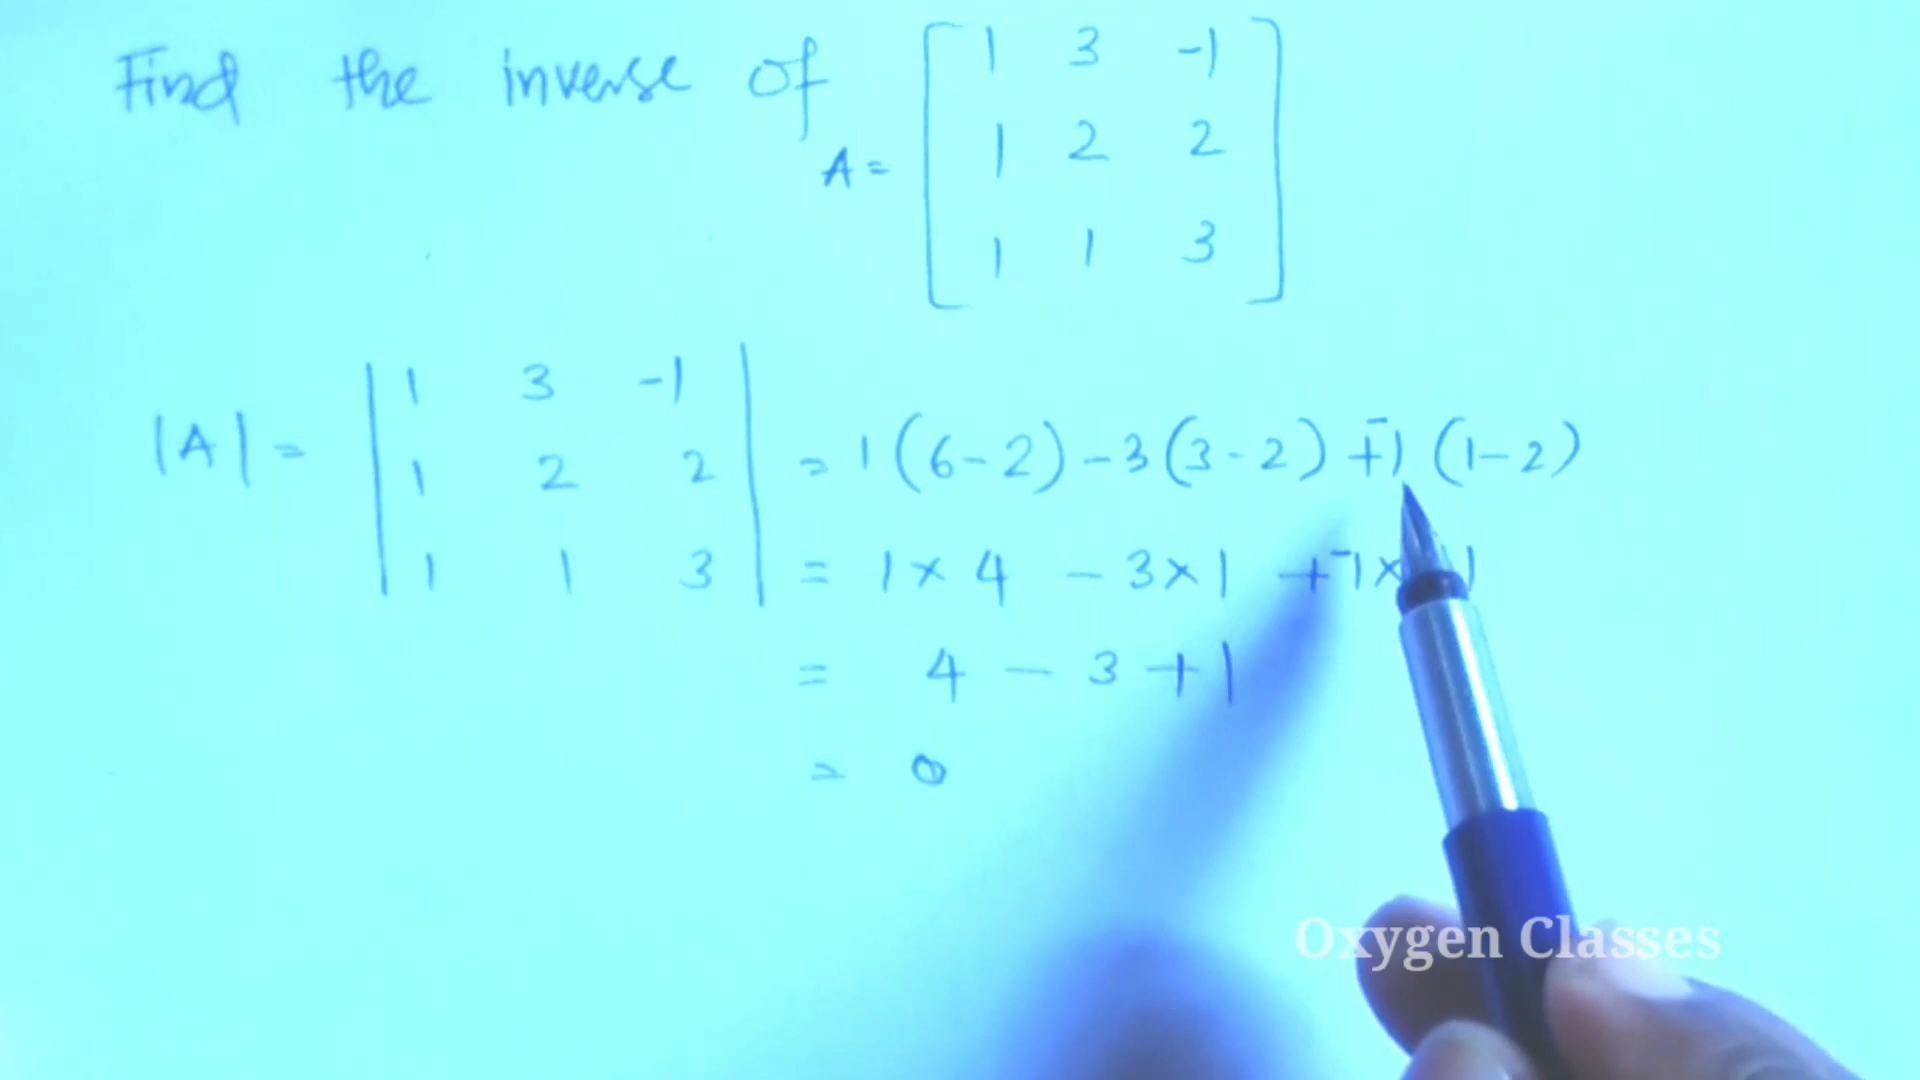 Find the inverse of
A = [ 1 3 -1
1 2 2
1 1 3 ]
|A| = | 1 3 -1
1 2 2
1 1 3 |
= 1 (6-2) -3 (3-2) + -1 (1-2)
= 1 × 4 - 3 × 1 + -1 × 1
= 4 - 3 + 1
= 0
Oxygen Classes